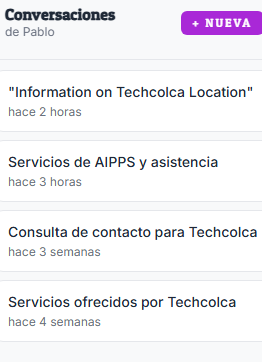 Conversaciones
de Pablo
+ NUEVA
"Information on Techcolca Location"
hace 2 horas
Servicios de AIPPS y asistencia
hace 3 horas
Consulta de contacto para Techcolca
hace 3 semanas
Servicios ofrecidos por Techcolca
hace 4 semanas